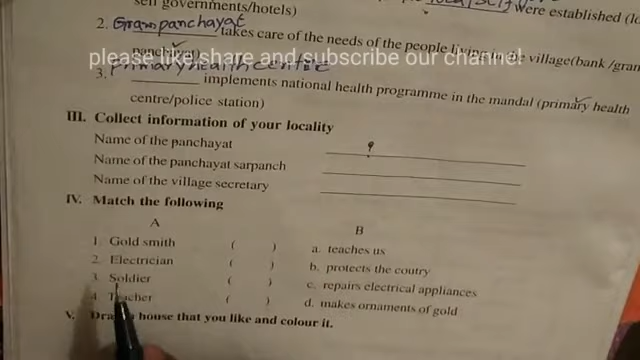 self governments/hotels)
were established (lo
2. Grampanchayat takes care of the needs of the people living in the village(bank /gram
panchayat)
please like share and subscribe our channel
3. Primary health centre implements national health programme in the mandal (primary health
centre/police station)
III. Collect information of your locality
Name of the panchayat
Name of the panchayat sarpanch
Name of the village secretary
IV. Match the following
A B
1. Gold smith ( ) a. teaches us
2. Electrician ( ) b. protects the coutry
3. Soldier ( ) c. repairs electrical appliances
4. Teacher ( ) d. makes ornaments of gold
V. Draw house that you like and colour it.